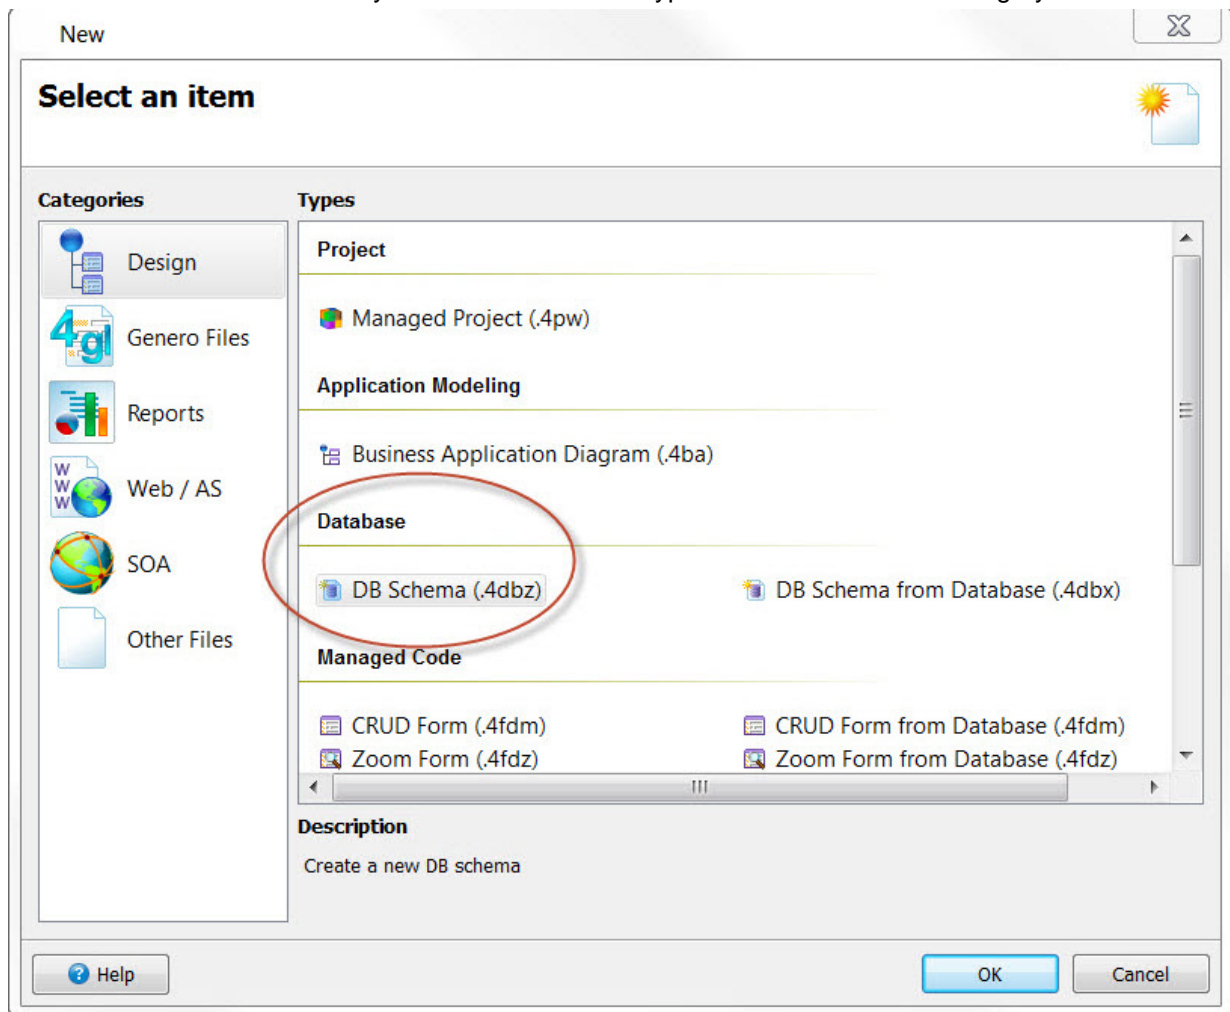 New
Select an item
Categories
Types
Design
Genero Files
Reports
Web / AS
SOA
Other Files
Project
Managed Project (.4pw)
Application Modeling
Business Application Diagram (.4ba)
Database
DB Schema (.4dbz)
DB Schema from Database (.4dbx)
Managed Code
CRUD Form (.4fdm)
CRUD Form from Database (.4fdm)
Zoom Form (.4fdz)
Zoom Form from Database (.4fdz)
Description
Create a new DB schema
Help
OK
Cancel